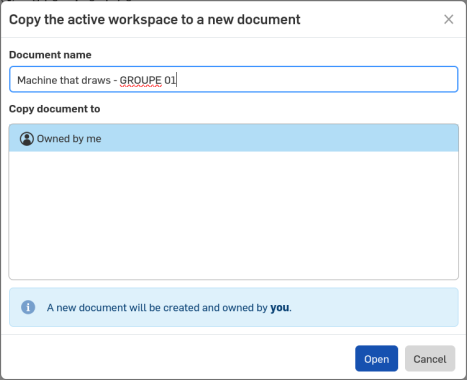 Copy the active workspace to a new document
Document name
Machine that draws - GROUPE 01
Copy document to
Owned by me
A new document will be created and owned by you.
Open
Cancel